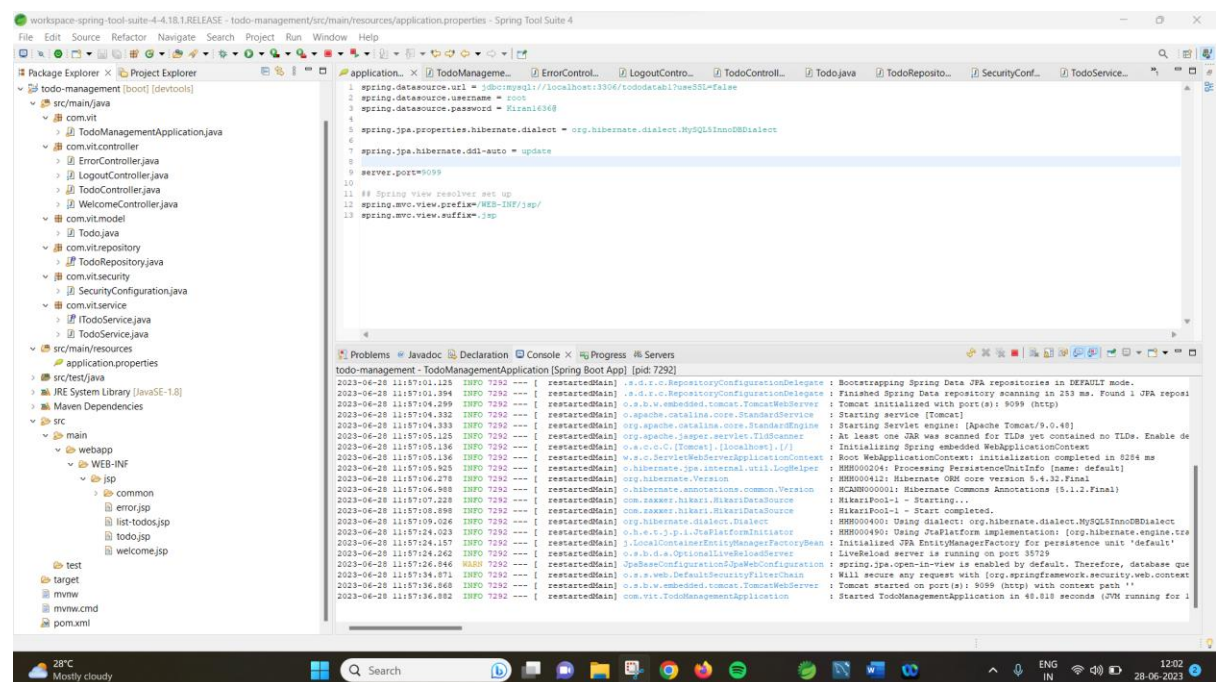 workspace-spring-tool-suite-4-4.18.1.RELEASE - todo-management/src/main/resources/application.properties - Spring Tool Suite 4
File Edit Source Refactor Navigate Search Project Run Window Help
Package Explorer × Project Explorer
todo-management [boot] [devtools]
src/main/java
com.vit
TodoManagementApplication.java
com.vit.controller
ErrorController.java
LogoutController.java
TodoController.java
WelcomeController.java
com.vit.model
Todo.java
com.vit.repository
TodoRepository.java
com.vit.security
SecurityConfiguration.java
com.vit.service
ITodoService.java
TodoService.java
src/main/resources
application.properties
src/test/java
JRE System Library [JavaSE-1.8]
Maven Dependencies
src
main
webapp
WEB-INF
jsp
common
error.jsp
list-todos.jsp
todo.jsp
welcome.jsp
test
target
mvnw
mvnw.cmd
pom.xml
application... × TodoManageme... ErrorControl... LogoutContro... TodoControll... Todo.java TodoReposito... SecurityConf... TodoService...
1 spring.datasource.url = jdbc:mysql://localhost:3306/tododatab1?useSSL=false
2 spring.datasource.username = root
3 spring.datasource.password =
4
5 spring.jpa.properties.hibernate.dialect = org.hibernate.dialect.MySQL5InnoDBDialect
6
7 spring.jpa.hibernate.ddl-auto = update
8
9 server.port=9099
10
11 ## Spring view resolver set up
12 spring.mvc.view.prefix=/WEB-INF/jsp/
13 spring.mvc.view.suffix=.jsp
Problems Javadoc Declaration Console × Progress Servers
todo-management - TodoManagementApplication [Spring Boot App] [pid: 7292]
2023-06-28 11:57:01.125 INFO 7292 --- [ restartedMain] .s.d.r.c.RepositoryConfigurationDelegate : Bootstrapping Spring Data JPA repositories in DEFAULT mode.
2023-06-28 11:57:01.394 INFO 7292 --- [ restartedMain] .s.d.r.c.RepositoryConfigurationDelegate : Finished Spring Data repository scanning in 253 ms. Found 1 JPA reposi
2023-06-28 11:57:04.299 INFO 7292 --- [ restartedMain] o.s.b.w.embedded.tomcat.TomcatWebServer : Tomcat initialized with port(s): 9099 (http)
2023-06-28 11:57:04.332 INFO 7292 --- [ restartedMain] o.apache.catalina.core.StandardService : Starting service [Tomcat]
2023-06-28 11:57:04.333 INFO 7292 --- [ restartedMain] org.apache.catalina.core.StandardEngine : Starting Servlet engine: [Apache Tomcat/9.0.48]
2023-06-28 11:57:05.125 INFO 7292 --- [ restartedMain] org.apache.jasper.servlet.TldScanner : At least one JAR was scanned for TLDs yet contained no TLDs. Enable de
2023-06-28 11:57:05.136 INFO 7292 --- [ restartedMain] o.a.c.c.C.[Tomcat].[localhost].[/] : Initializing Spring embedded WebApplicationContext
2023-06-28 11:57:05.136 INFO 7292 --- [ restartedMain] w.s.c.ServletWebServerApplicationContext : Root WebApplicationContext: initialization completed in 8284 ms
2023-06-28 11:57:05.925 INFO 7292 --- [ restartedMain] o.hibernate.jpa.internal.util.LogHelper : HHH000204: Processing PersistenceUnitInfo [name: default]
2023-06-28 11:57:06.278 INFO 7292 --- [ restartedMain] org.hibernate.Version : HHH000412: Hibernate ORM core version 5.4.32.Final
2023-06-28 11:57:06.988 INFO 7292 --- [ restartedMain] o.hibernate.annotations.common.Version : HCANN000001: Hibernate Commons Annotations {5.1.2.Final}
2023-06-28 11:57:07.228 INFO 7292 --- [ restartedMain] com.zaxxer.hikari.HikariDataSource : HikariPool-1 - Starting...
2023-06-28 11:57:08.898 INFO 7292 --- [ restartedMain] com.zaxxer.hikari.HikariDataSource : HikariPool-1 - Start completed.
2023-06-28 11:57:09.026 INFO 7292 --- [ restartedMain] org.hibernate.dialect.Dialect : HHH000400: Using dialect: org.hibernate.dialect.MySQL5InnoDBDialect
2023-06-28 11:57:24.023 INFO 7292 --- [ restartedMain] o.h.e.t.j.p.i.JtaPlatformInitiator : HHH000490: Using JtaPlatform implementation: [org.hibernate.engine.tra
2023-06-28 11:57:24.157 INFO 7292 --- [ restartedMain] j.LocalContainerEntityManagerFactoryBean : Initialized JPA EntityManagerFactory for persistence unit 'default'
2023-06-28 11:57:24.262 INFO 7292 --- [ restartedMain] o.s.b.d.a.OptionalLiveReloadServer : LiveReload server is running on port 35729
2023-06-28 11:57:26.846 WARN 7292 --- [ restartedMain] JpaBaseConfiguration$JpaWebConfiguration : spring.jpa.open-in-view is enabled by default. Therefore, database que
2023-06-28 11:57:34.871 INFO 7292 --- [ restartedMain] o.s.s.web.DefaultSecurityFilterChain : Will secure any request with [org.springframework.security.web.context
2023-06-28 11:57:36.868 INFO 7292 --- [ restartedMain] o.s.b.w.embedded.tomcat.TomcatWebServer : Tomcat started on port(s): 9099 (http) with context path ''
2023-06-28 11:57:36.882 INFO 7292 --- [ restartedMain] com.vit.TodoManagementApplication : Started TodoManagementApplication in 48.818 seconds (JVM running for 1
28°C
Mostly cloudy
Search
ENG
IN
12:02
28-06-2023
2